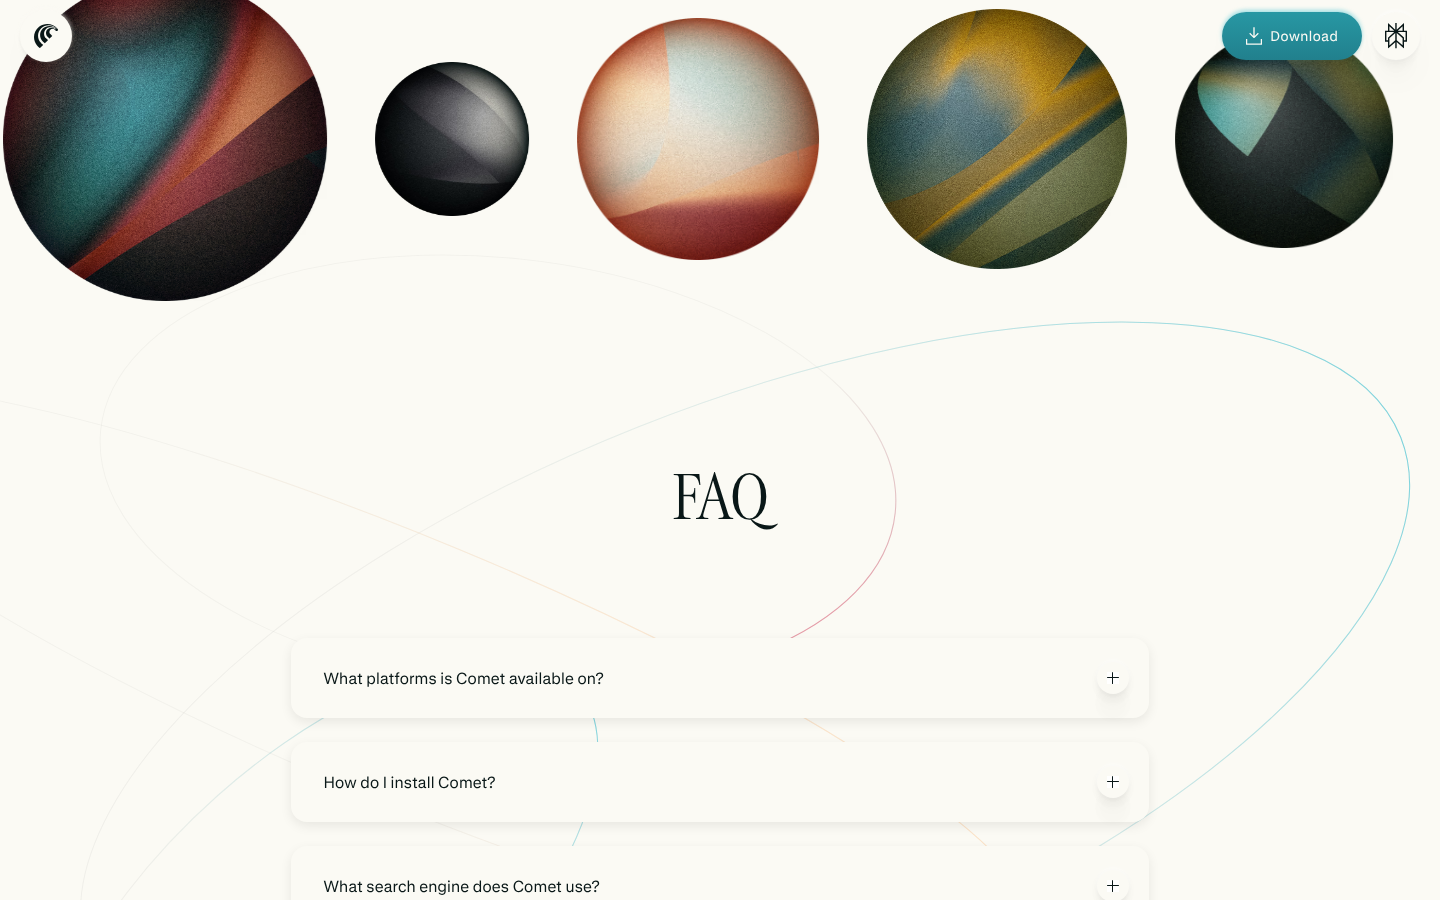 Download
FAQ
What platforms is Comet available on?
How do I install Comet?
What search engine does Comet use?